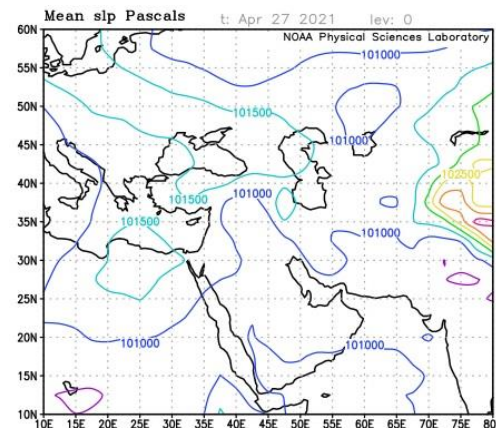 Mean slp Pascals t: Apr 27 2021 lev: 0
NOAA Physical Sciences Laboratory
60N
55N
50N
45N
40N
35N
30N
25N
20N
15N
10N
101000
101500
101000
102500
101500
101000
101500
101000
101000
101000
10E 15E 20E 25E 30E 35E 40E 45E 50E 55E 60E 65E 70E 75E 80E